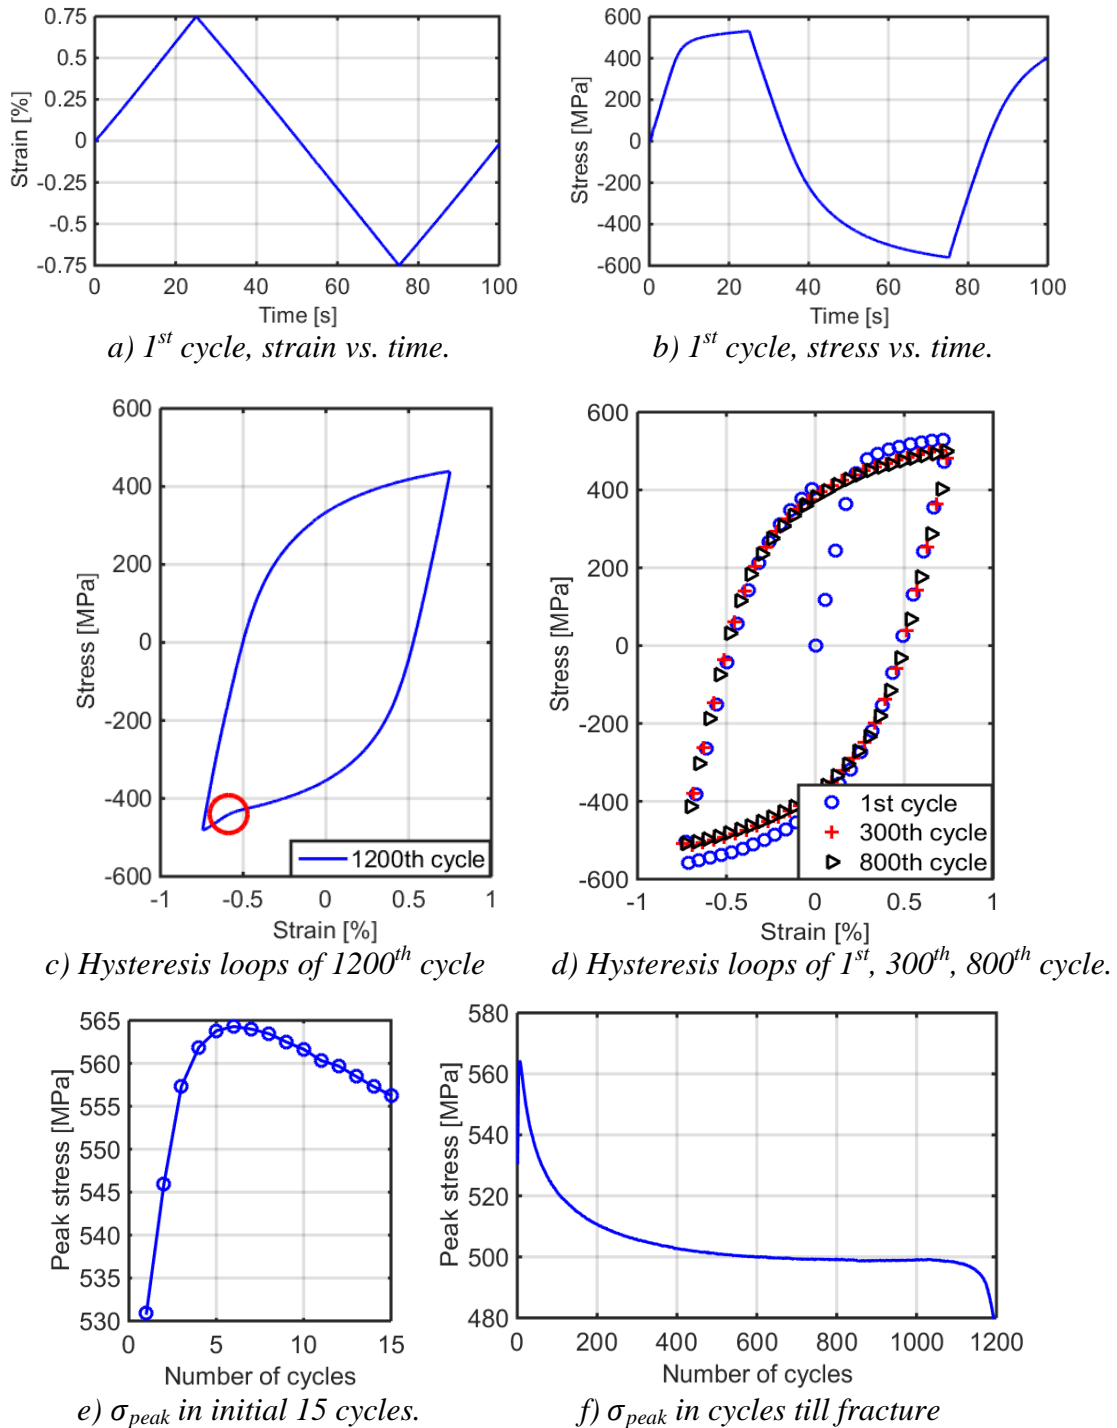 0.75
0.5
0.25
0
-0.25
-0.5
-0.75
Strain [%]
0 20 40 60 80 100
Time [s]
a) 1st cycle, strain vs. time.
600
400
200
0
-200
-400
-600
Stress [MPa]
0 20 40 60 80 100
Time [s]
b) 1st cycle, stress vs. time.
600
400
200
0
-200
-400
-600
Stress [MPa]
1200th cycle
-1 -0.5 0 0.5 1
Strain [%]
c) Hysteresis loops of 1200th cycle
600
400
200
0
-200
-400
-600
Stress [MPa]
1st cycle
300th cycle
800th cycle
-1 -0.5 0 0.5 1
Strain [%]
d) Hysteresis loops of 1st, 300th, 800th cycle.
565
560
555
550
545
540
535
530
Peak stress [MPa]
0 5 10 15
Number of cycles
e) σpeak in initial 15 cycles.
580
560
540
520
500
480
Peak stress [MPa]
0 200 400 600 800 1000 1200
Number of cycles
f) σpeak in cycles till fracture